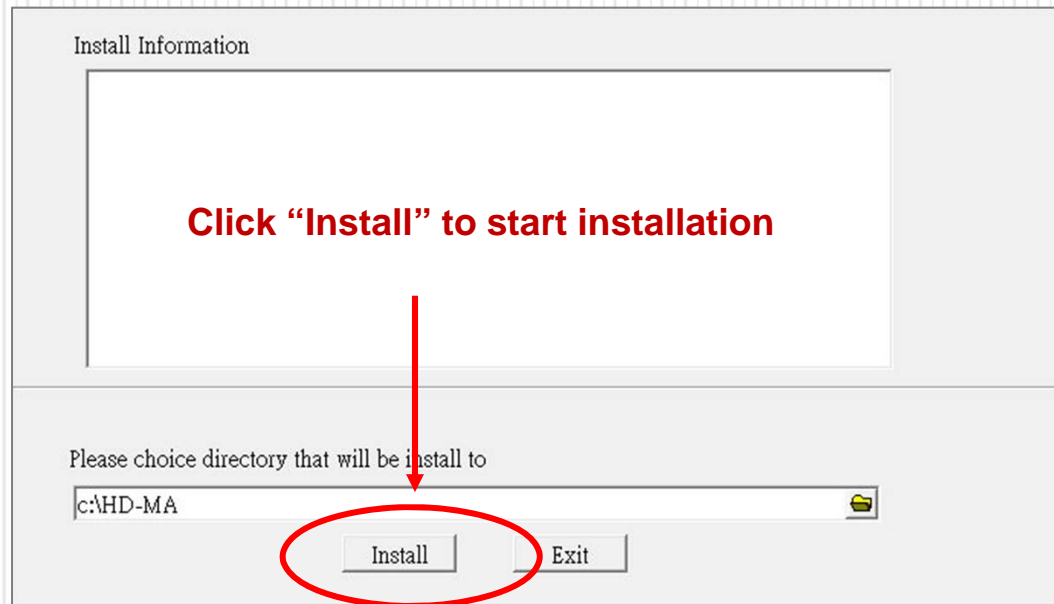 Install Information
Click “Install” to start installation
Please choice directory that will be install to
c:\HD-MA
Install Exit